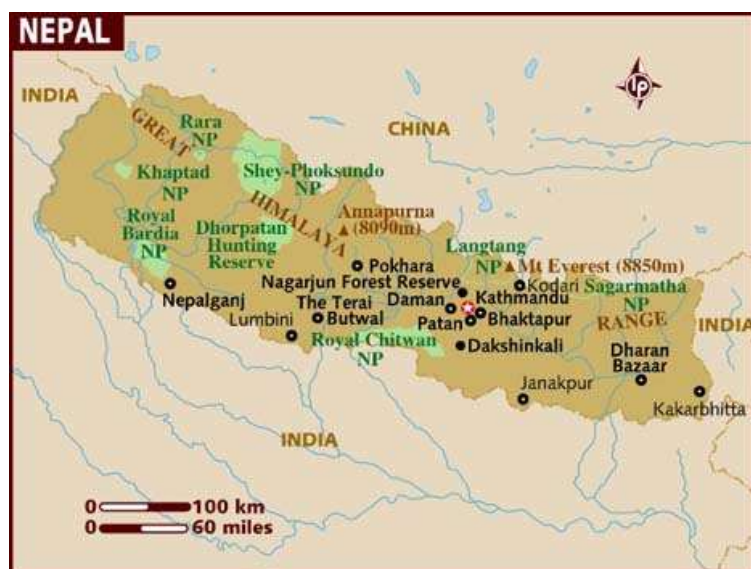 NEPAL
INDIA
CHINA
GREAT
HIMALAYA
RANGE
Rara
NP
Khaptad
NP
Shey-Phoksundo
NP
Royal
Bardia
NP
Dhorpatan
Hunting
Reserve
Annapurna
(8090m)
Langtang
NP
Mt Everest (8850m)
Sagarmatha
NP
Pokhara
Nagarjun Forest Reserve
Kodari
Nepalganj
The Terai
Butwal
Daman
Kathmandu
Lumbini
Patan
Bhaktapur
Royal Chitwan
NP
Dakshinkali
Dharan
Bazaar
Janakpur
Kakarbhitta
INDIA
INDIA
lp
0 100 km
0 60 miles